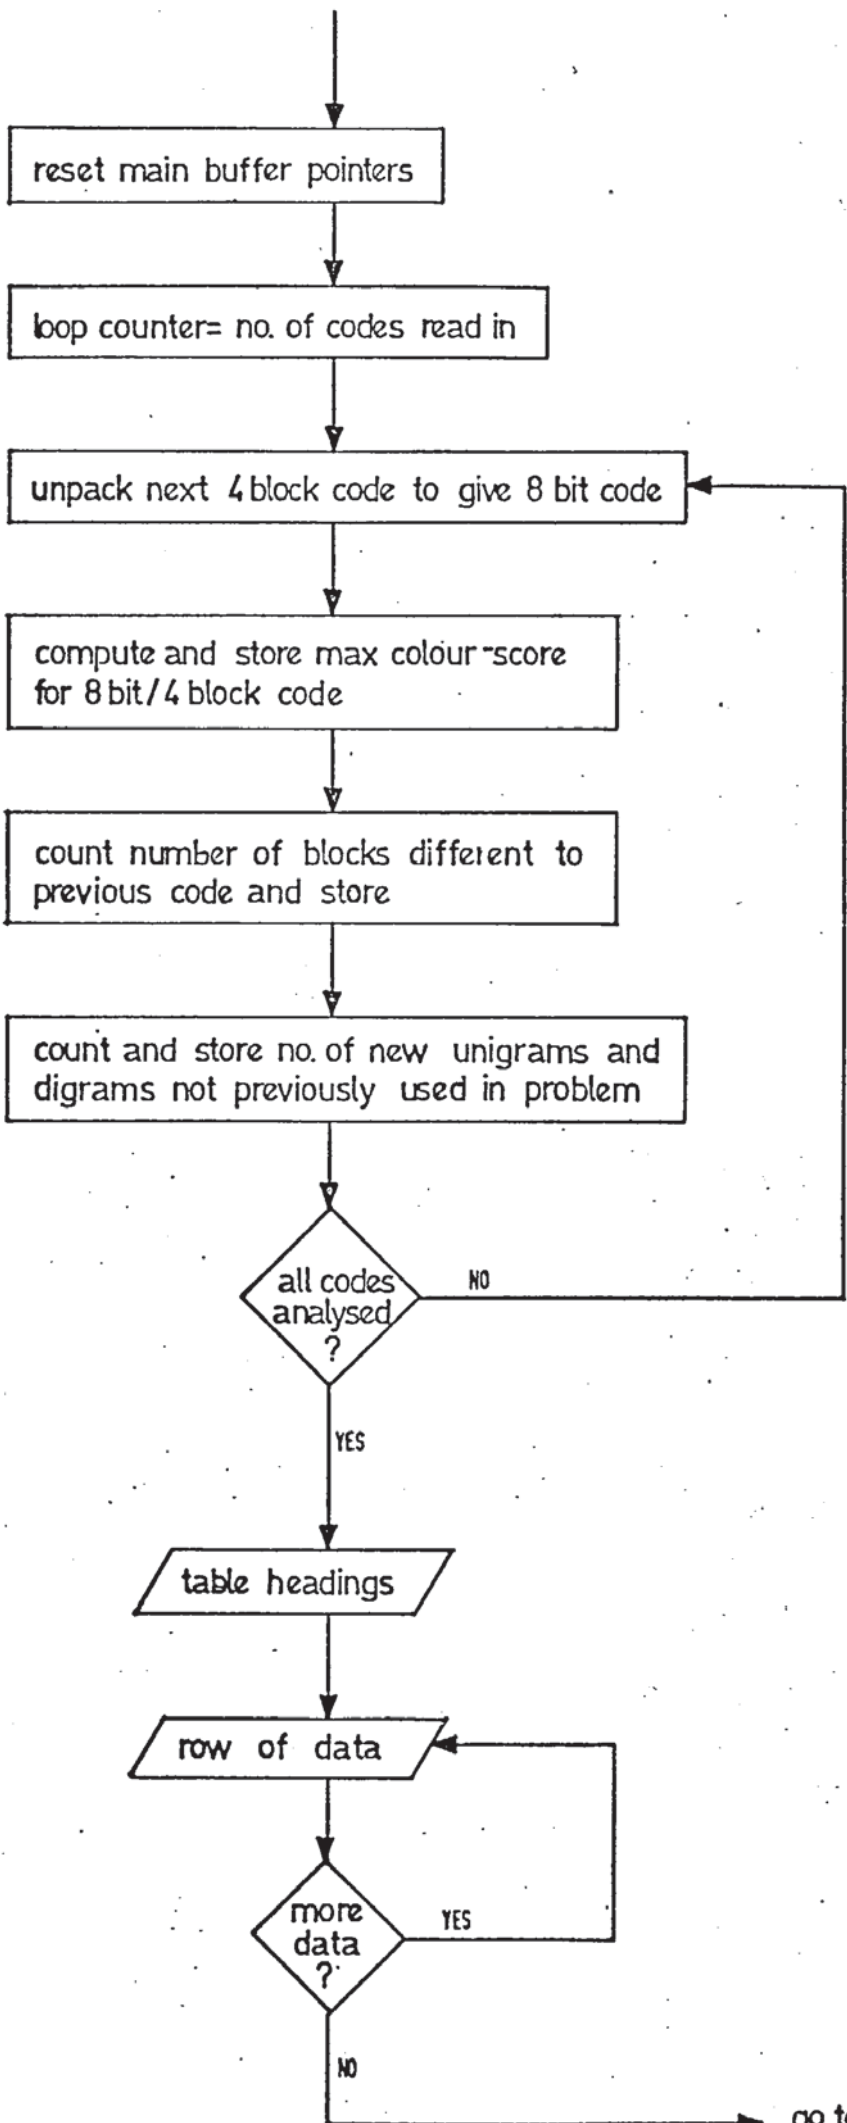 reset main buffer pointers
loop counter= no. of codes read in
unpack next 4 block code to give 8 bit code
compute and store max colour-score
for 8 bit/4 block code
count number of blocks different to
previous code and store
count and store no. of new unigrams and
digrams not previously used in problem
all codes
analysed
?
NO
YES
table headings
row of data
more
data
?
YES
NO
go to